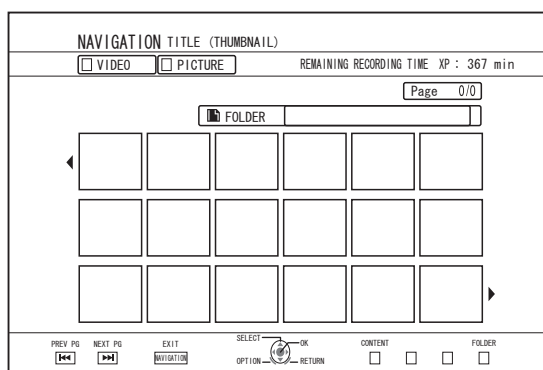 NAVIGATION TITLE (THUMBNAIL)
VIDEO PICTURE REMAINING RECORDING TIME XP : 367 min
Page 0/0
FOLDER
PREV PG NEXT PG EXIT SELECT OK CONTENT FOLDER
NAVIGATION OPTION RETURN